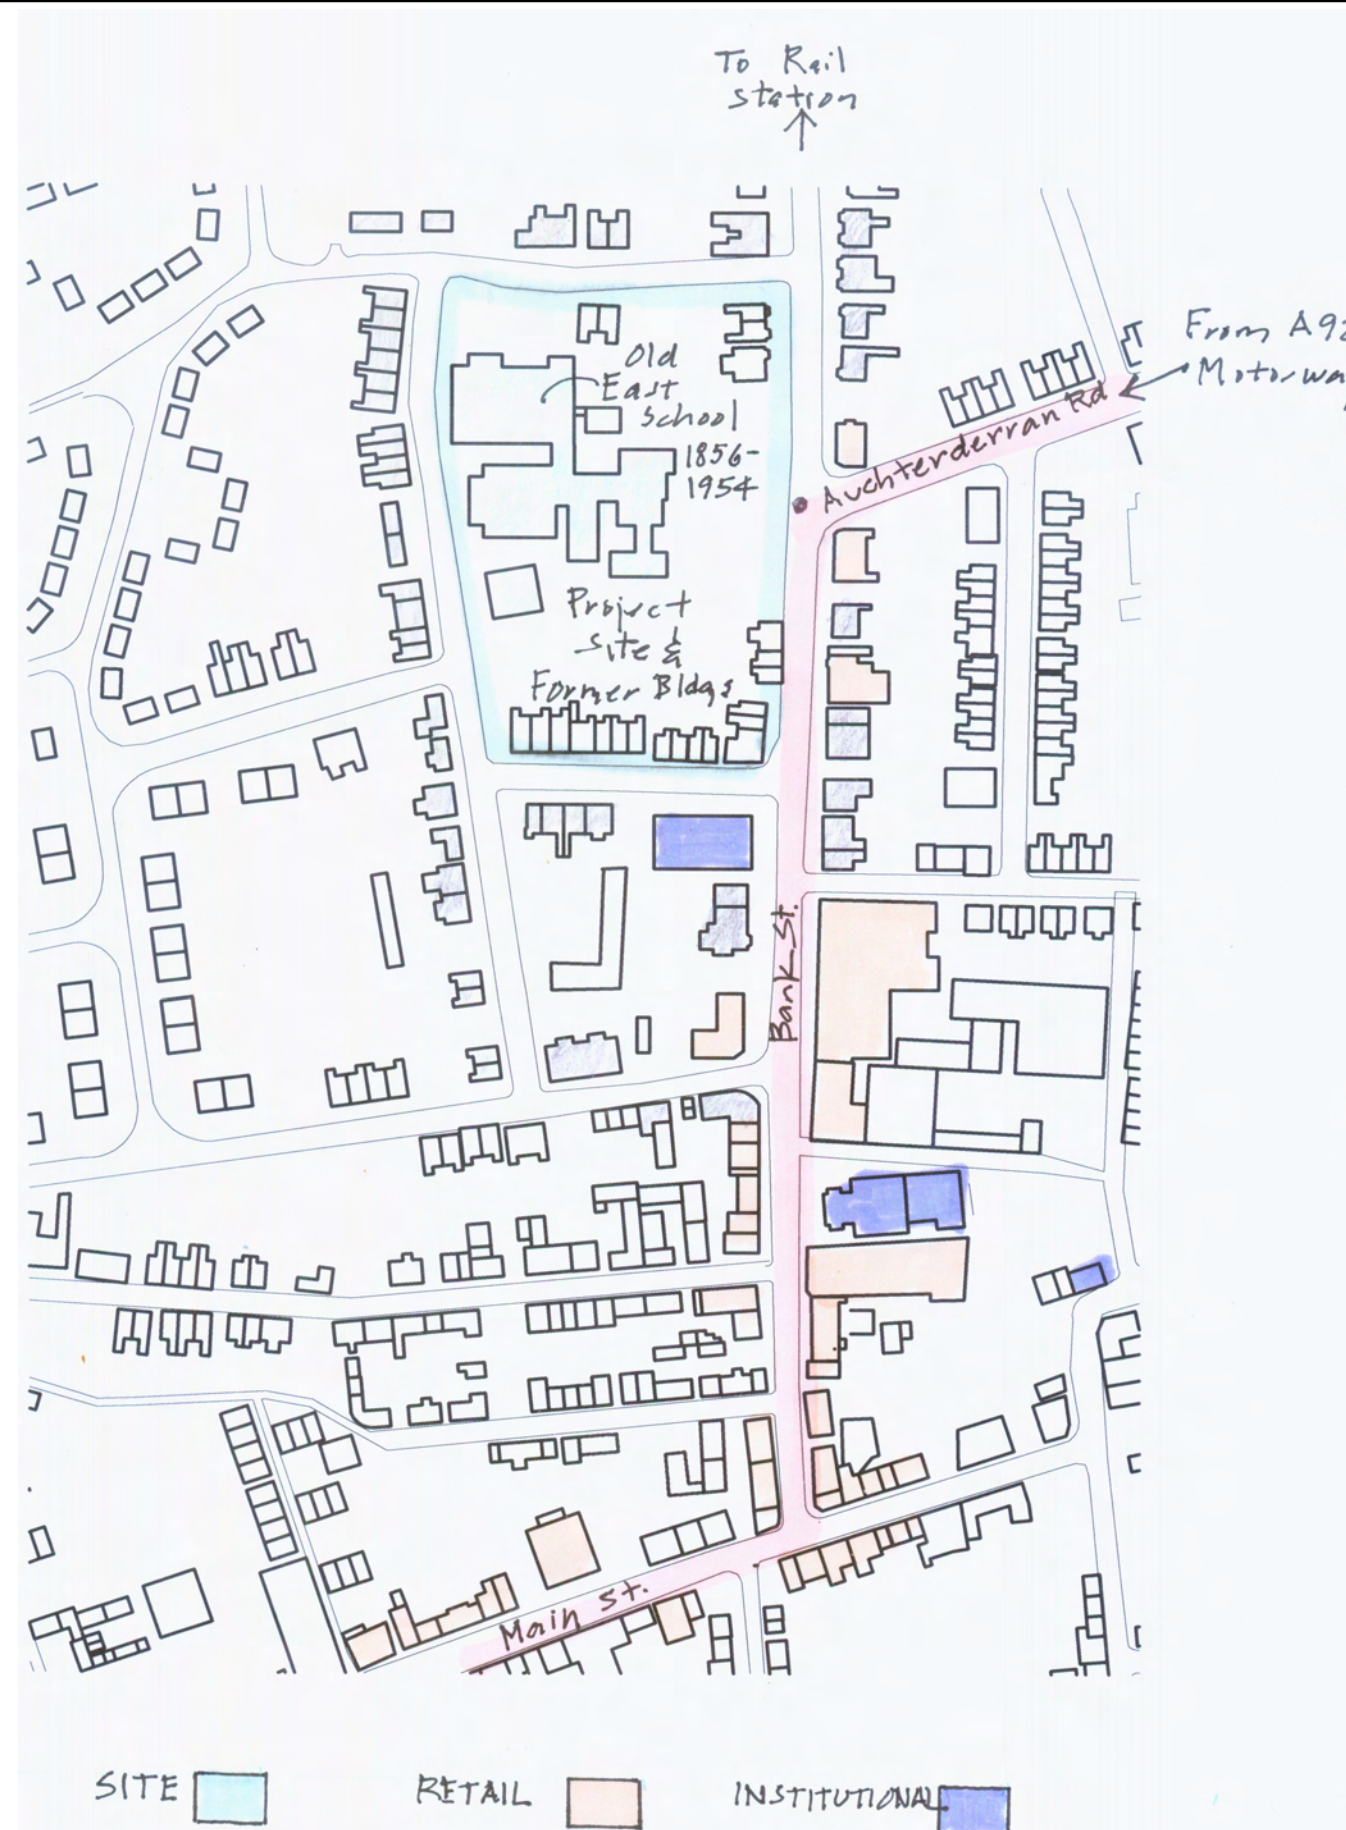 To Rail
station
From A92
Motorwa
Old
East
School
1856-
1954
Auchterderran Rd
Project
Site &
Former Bldgs
Bank St.
Main St.
SITE
RETAIL
INSTITUTIONAL